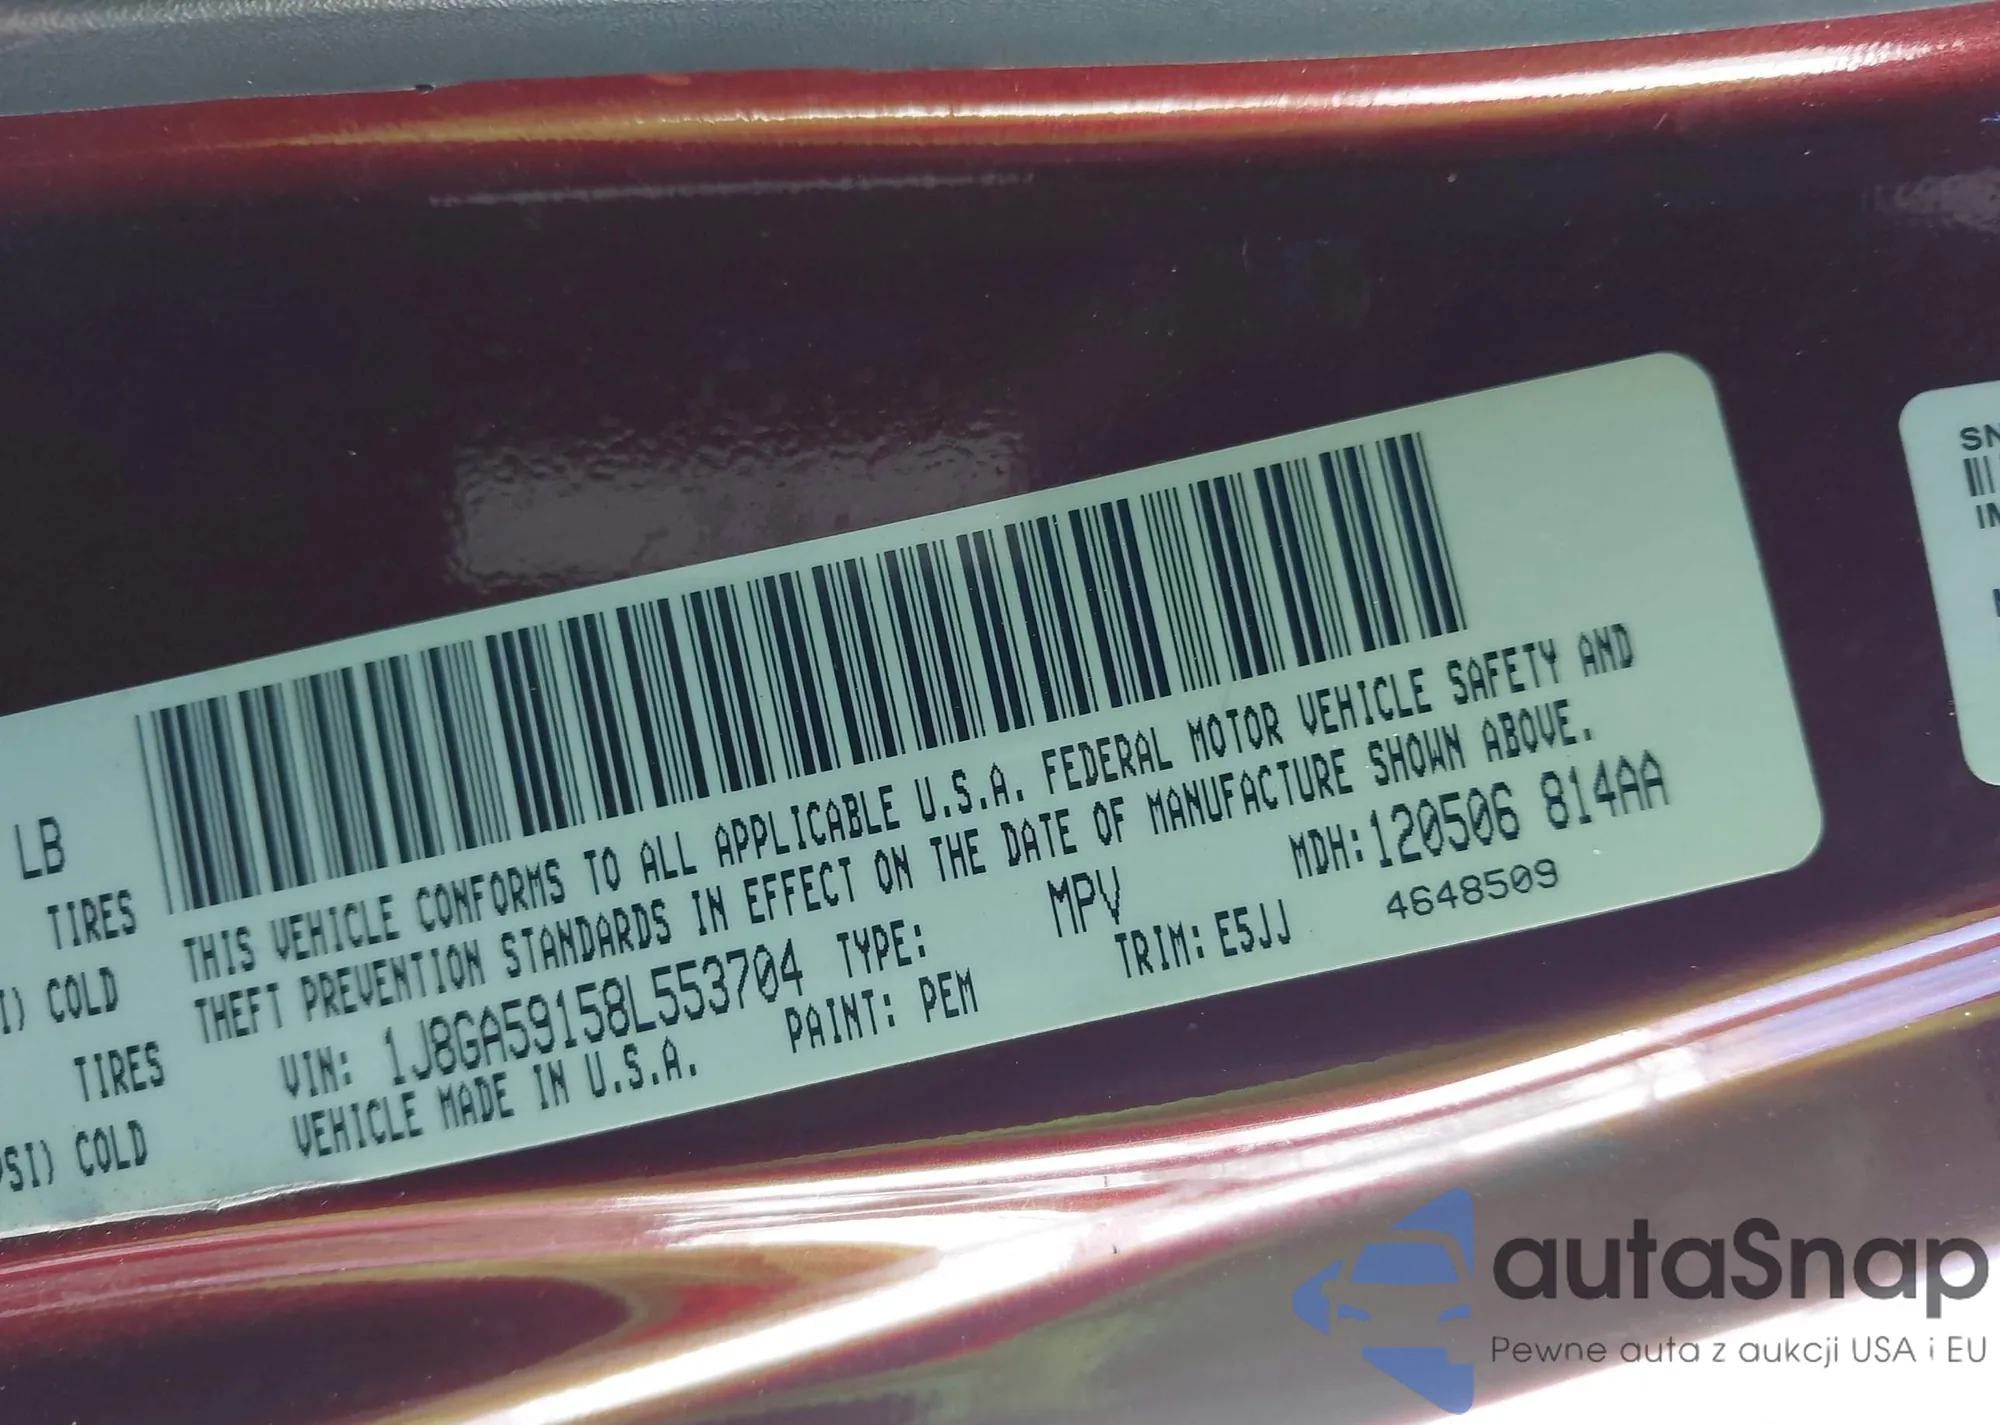 LB
TIRES
COLD
TIRES
PSI) COLD
THIS VEHICLE CONFORMS TO ALL APPLICABLE U.S.A. FEDERAL MOTOR VEHICLE SAFETY AND
THEFT PREVENTION STANDARDS IN EFFECT ON THE DATE OF MANUFACTURE SHOWN ABOVE.
VIN: 1J8GA59158L553704 TYPE: MPV MDH:120506 814AA
VEHICLE MADE IN U.S.A. PAINT: PEM TRIM: E5JJ 4648509
autaSnap
Pewne auta z aukcji USA i EU